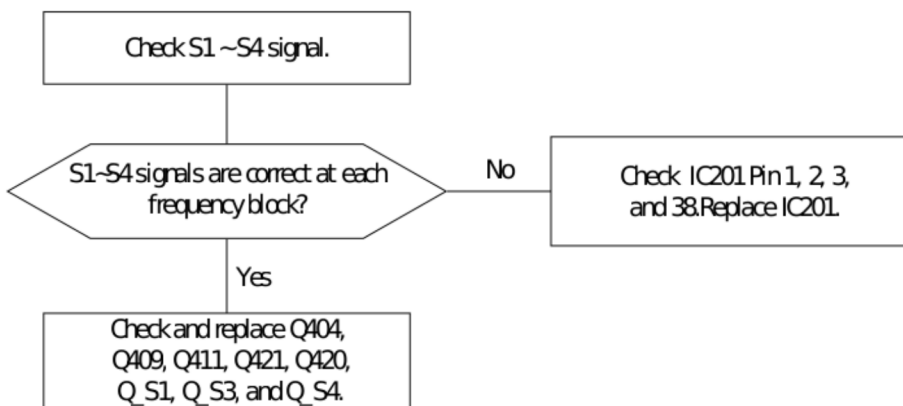 Check S1 ~S4 signal.
S1~S4 signals are correct at each
frequency block?
No
Check IC201 Pin 1, 2, 3,
and 38.Replace IC201.
Yes
Check and replace Q404,
Q409, Q411, Q421, Q420,
Q_S1, Q_S3, and Q_S4.